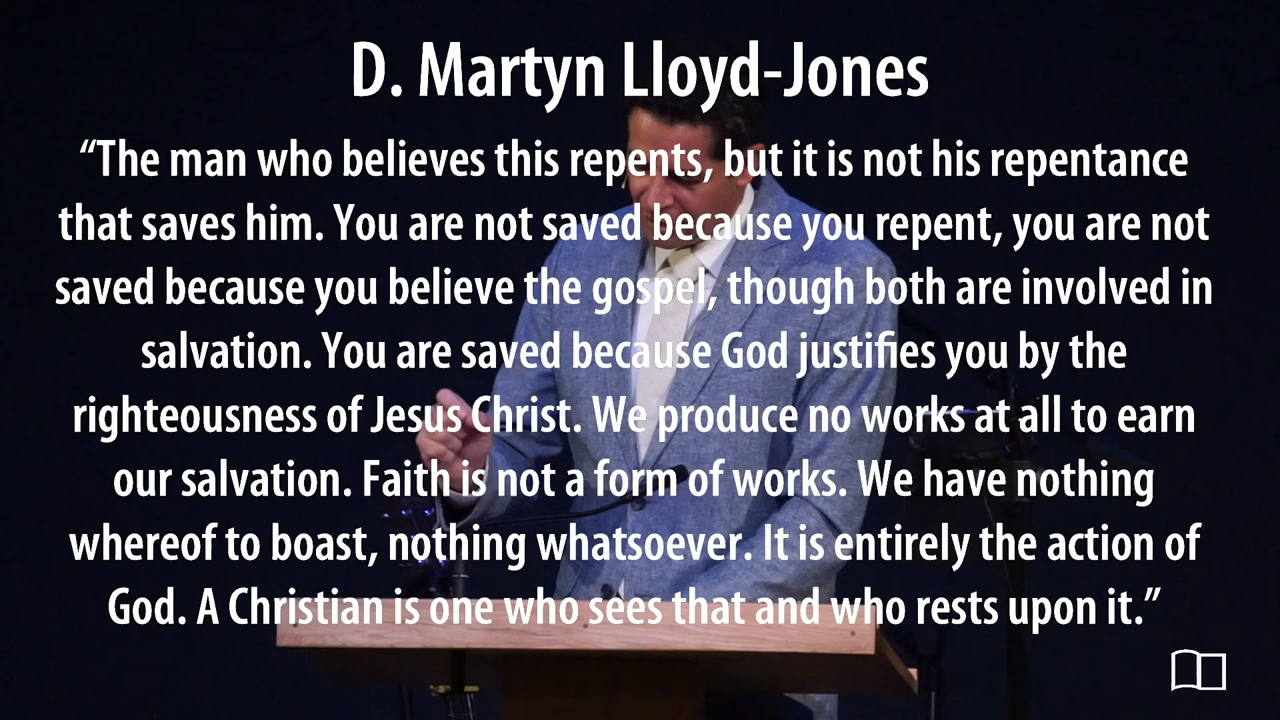 D. Martyn Lloyd-Jones
“The man who believes this repents, but it is not his repentance
that saves him. You are not saved because you repent, you are not
saved because you believe the gospel, though both are involved in
salvation. You are saved because God justifies you by the
righteousness of Jesus Christ. We produce no works at all to earn
our salvation. Faith is not a form of works. We have nothing
whereof to boast, nothing whatsoever. It is entirely the action of
God. A Christian is one who sees that and who rests upon it.”